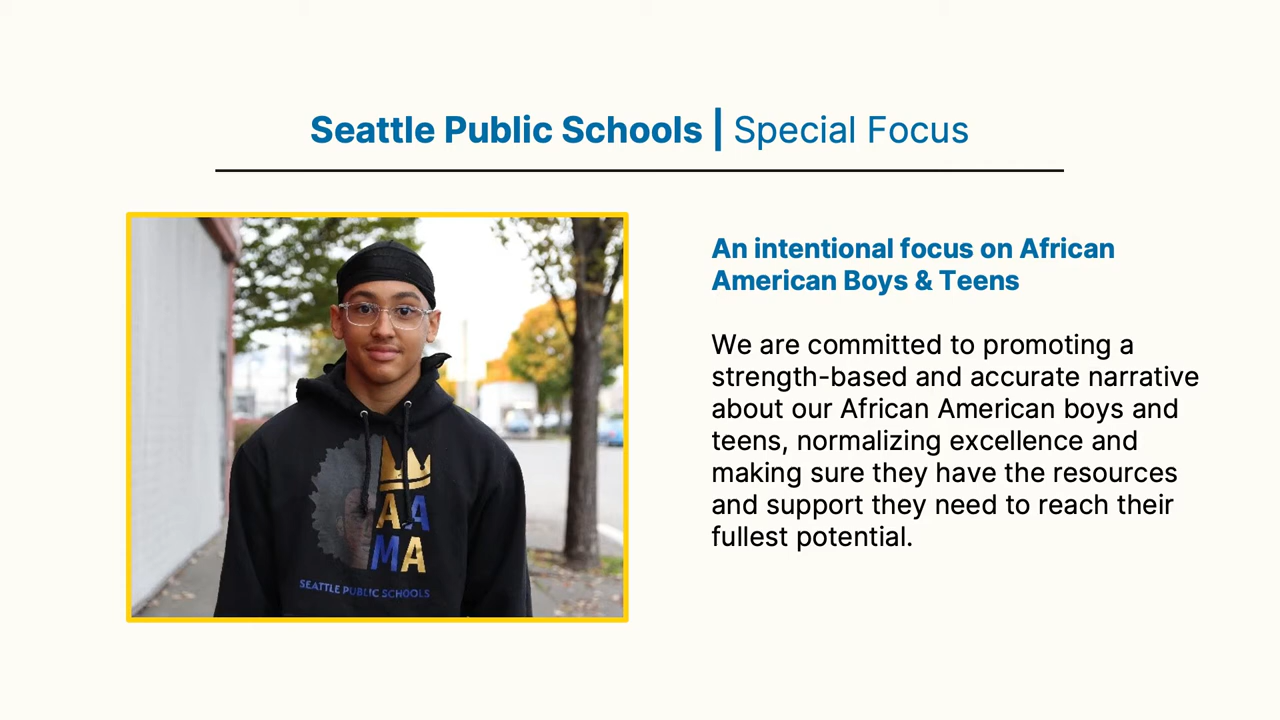 Seattle Public Schools | Special Focus
An intentional focus on African
American Boys & Teens
We are committed to promoting a
strength-based and accurate narrative
about our African American boys and
teens, normalizing excellence and
making sure they have the resources
and support they need to reach their
fullest potential.
AA
MA
SEATTLE PUBLIC SCHOOLS